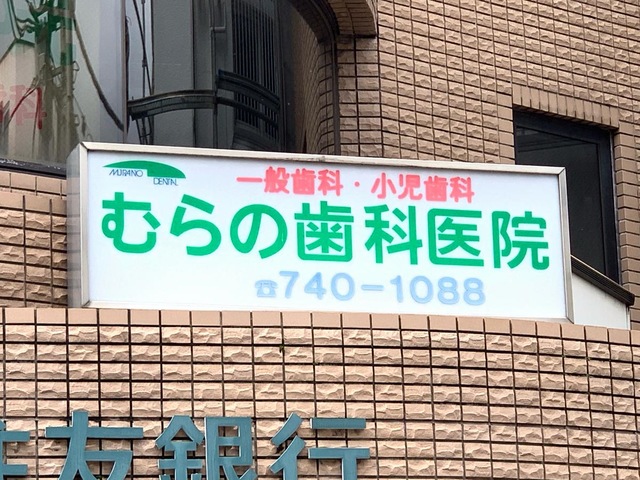 MURANO
DENTAL
一般歯科・小児歯科
むらの歯科医院
☏740-1088
友銀行